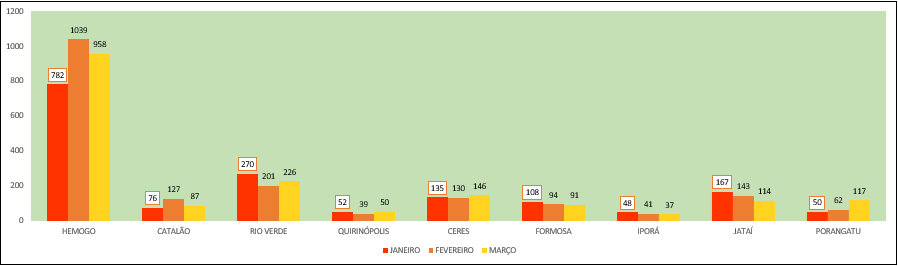 1200
1000
800
600
400
200
0
782 1039 958
76 127 87
270 201 226
52 39 50
135 130 146
108 94 91
48 41 37
167 143 114
50 62 117
HEMOGO CATALÃO RIO VERDE QUIRINÓPOLIS CERES FORMOSA IPORÁ JATAÍ PORANGATU
JANEIRO FEVEREIRO MARÇO